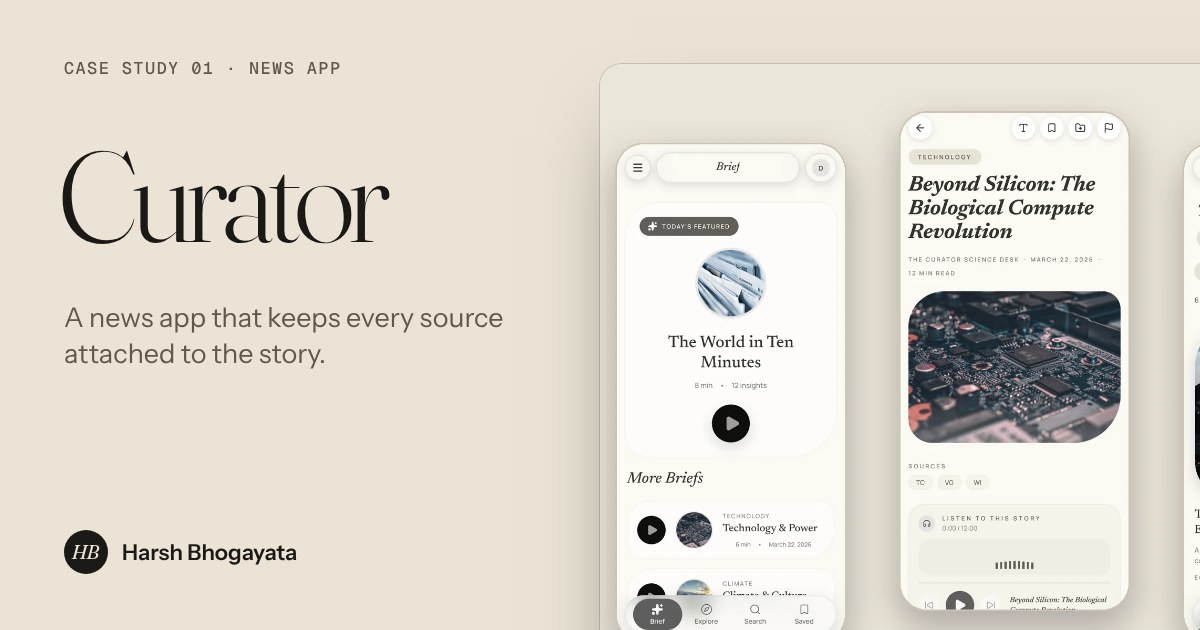 CASE STUDY 01 · NEWS APP
Curator
A news app that keeps every source
attached to the story.
HB
Harsh Bhogayata
Brief
D
TODAY'S FEATURED
The World in Ten
Minutes
8 min • 12 insights
More Briefs
TECHNOLOGY
Technology & Power
6 min • March 22, 2026
CLIMATE
Climate & Culture
Brief
Explore
Search
Saved
TECHNOLOGY
Beyond Silicon: The
Biological Compute
Revolution
THE CURATOR SCIENCE DESK · MARCH 22, 2026 ·
12 MIN READ
SOURCES
TC
VG
WI
LISTEN TO THIS STORY
0:00 / 12:00
Beyond Silicon: The Biological
Compute Revolution